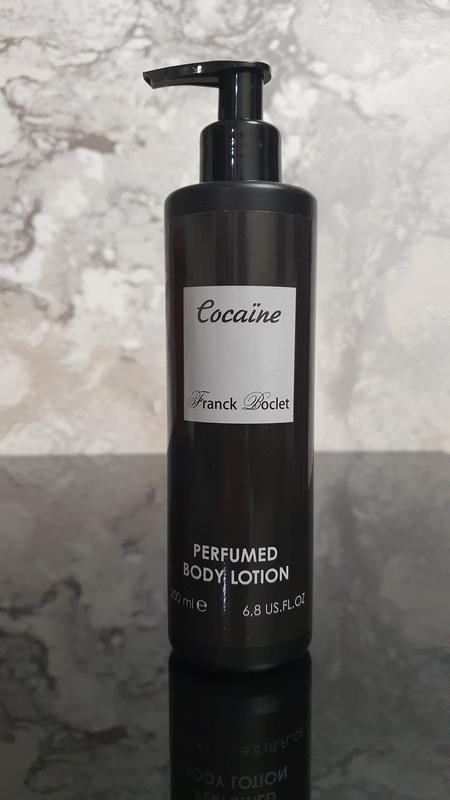 Cocaïne
Franck Boclet
PERFUMED
BODY LOTION
200 ml e 6,8 US.FL.OZ